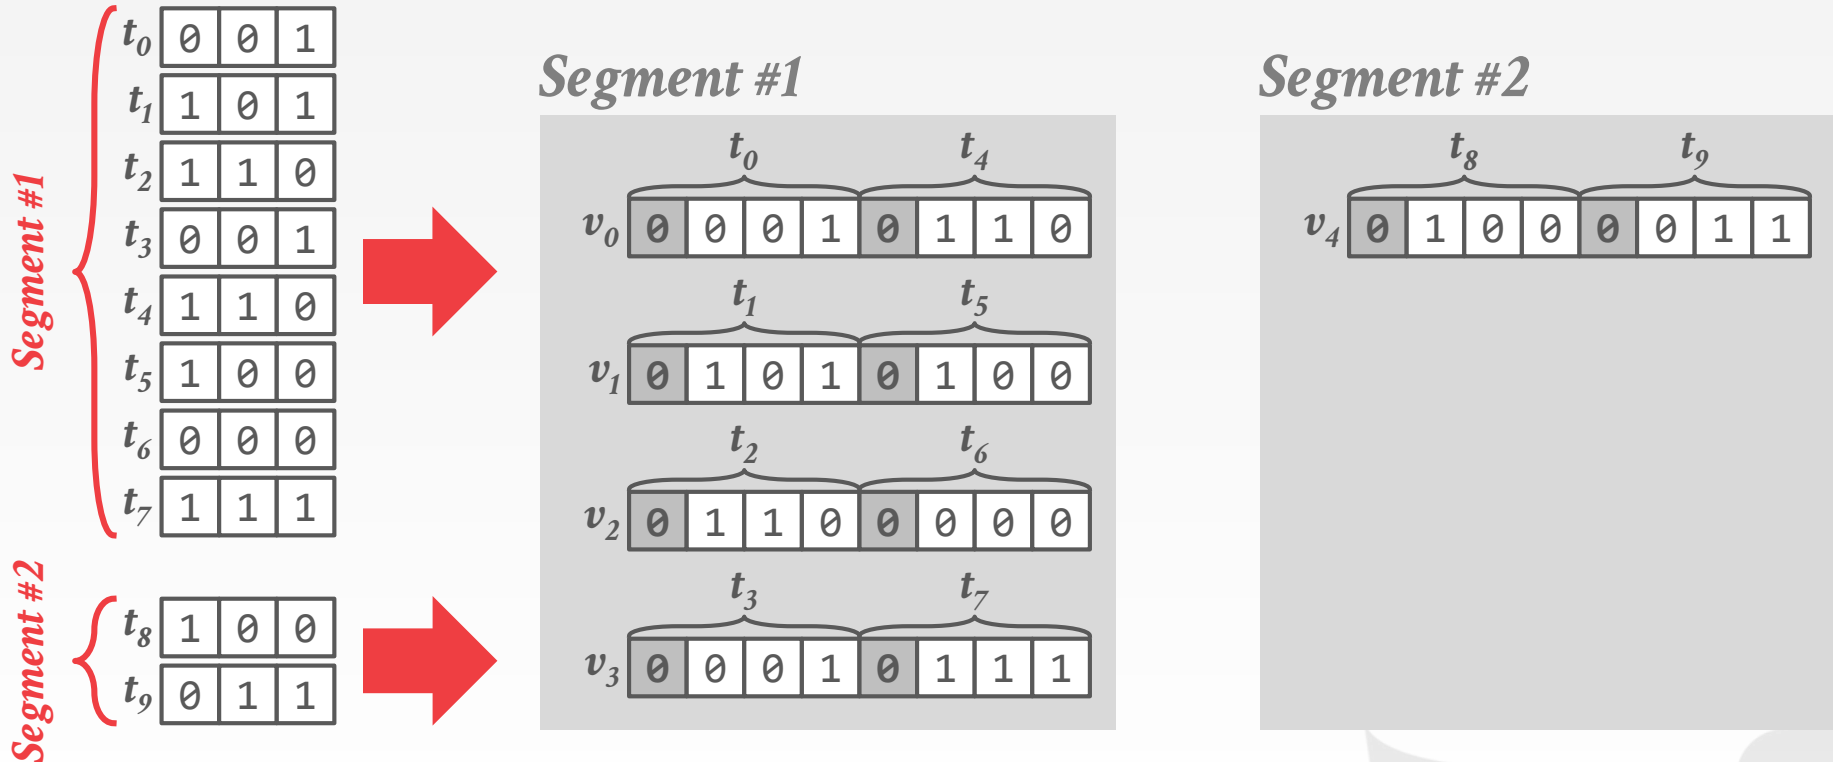 Segment #1
t0 0 0 1
t1 1 0 1
t2 1 1 0
t3 0 0 1
t4 1 1 0
t5 1 0 0
t6 0 0 0
t7 1 1 1
Segment #2
t8 1 0 0
t9 0 1 1
Segment #1
t0 t4
v0 0 0 0 1 0 1 1 0
t1 t5
v1 0 1 0 1 0 1 0 0
t2 t6
v2 0 1 1 0 0 0 0 0
t3 t7
v3 0 0 0 1 0 1 1 1
Segment #2
t8 t9
v4 0 1 0 0 0 0 1 1